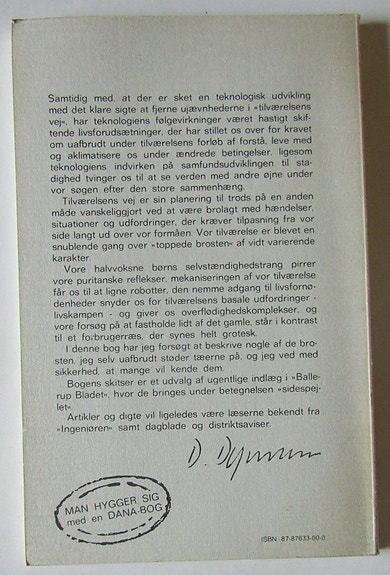 Samtidig med, at der er sket en teknologisk udvikling
med det klare sigte at fjerne ujævnhederne i »tilværelsens
vej«, har teknologiens følgevirkninger været hastigt skif-
tende livsforudsætninger, der har stillet os over for kravet
om uafbrudt under tilværelsens forløb af forstå, leve med
og aklimatisere os under ændrede betingelser, ligesom
teknologiens indvirken på samfundsudviklingen til sta-
dighed tvinger os til at se verden med andre øjne under
vor søgen efter den store sammenhæng.
Tilværelsens vej er sin planering til trods på en anden
måde vanskeliggjort ved at være brolagt med hændelser,
situationer og udfordringer, der kræver tilpasning fra vor
side langt ud over vor formåen. Vor tilværelse er blevet en
snublende gang over »toppede brosten« af vidt varierende
karakter.
Vore halvvoksne børns selvstændighedstrang pirrer
vore puritanske reflekser, mekaniseringen af vor tilværelse
får os til at ligne robotter, den nemme adgang til livsforn­ø-
denheder snyder os for tilværelsens basale udfordringer -
livskampen - og giver os overflødighedskomplekser, og
vore forsøg på at fastholde lidt af det gamle, står i kontrast
til et forbrugerræs, der synes helt grotesk.
I denne bog har jeg forsøgt at beskrive nogle af de bro-
sten, jeg selv uafbrudt støder tæerne på, og jeg ved med
sikkerhed, at mange vil kende dem.
Bogens skitser er et udvalg af ugentlige indlæg i »Balle-
rup Bladet«, hvor de bringes under betegnelsen »sidespej-
let«.
Artikler og digte vil ligeledes være læserne bekendt fra
»Ingeniøren« samt dagblade og distriktsaviser.
D.
MAN HYGGER SIG
med en DANA-BOG
ISBN: 87-87633-00-0